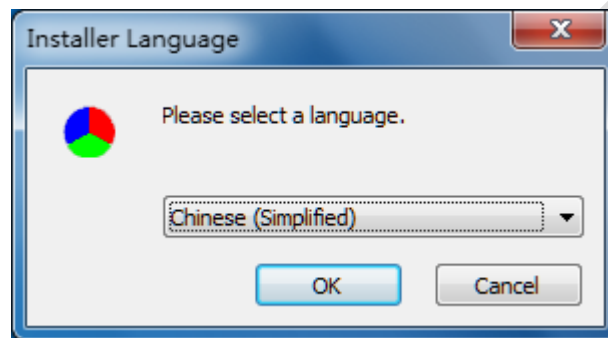 Installer Language
Please select a language.
Chinese (Simplified)
OK
Cancel